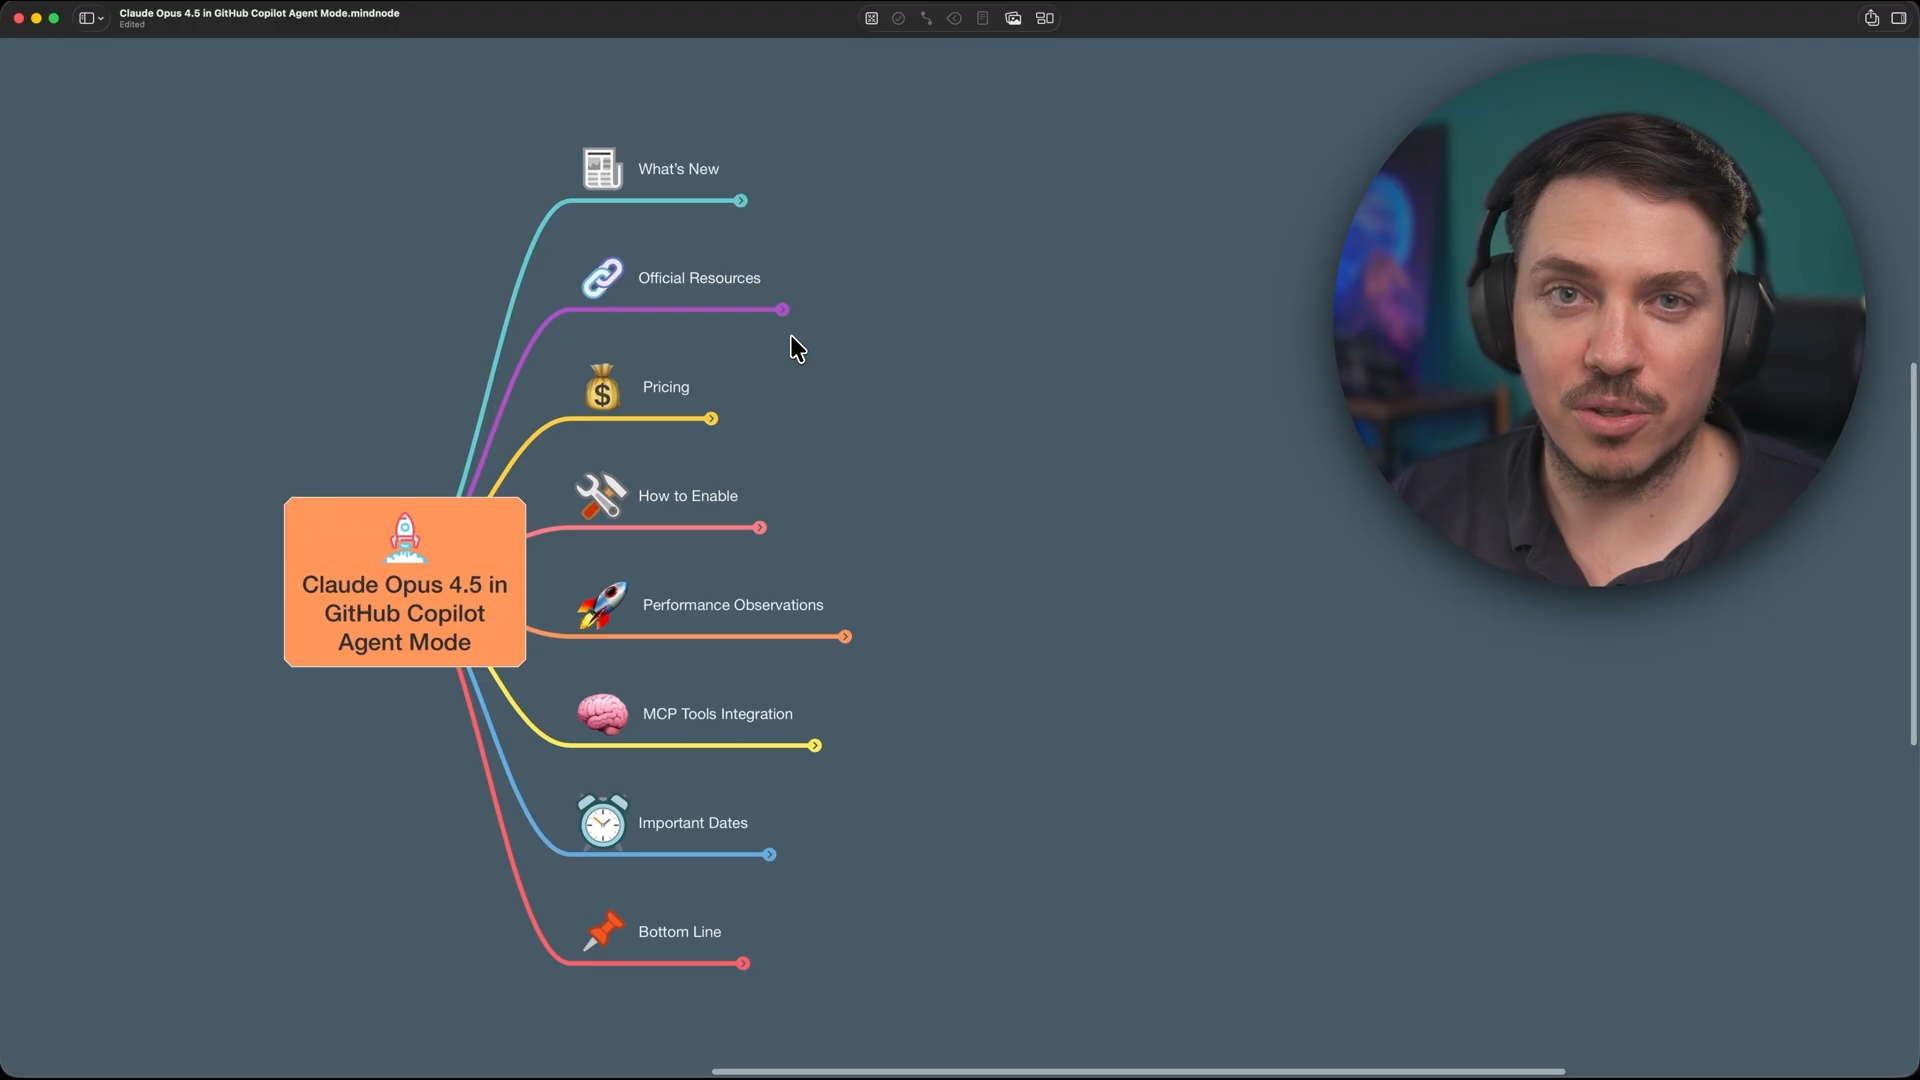 Claude Opus 4.5 in GitHub Copilot Agent Mode.mindnode
Edited
What’s New
Official Resources
Pricing
How to Enable
Claude Opus 4.5 in
GitHub Copilot
Agent Mode
Performance Observations
MCP Tools Integration
Important Dates
Bottom Line